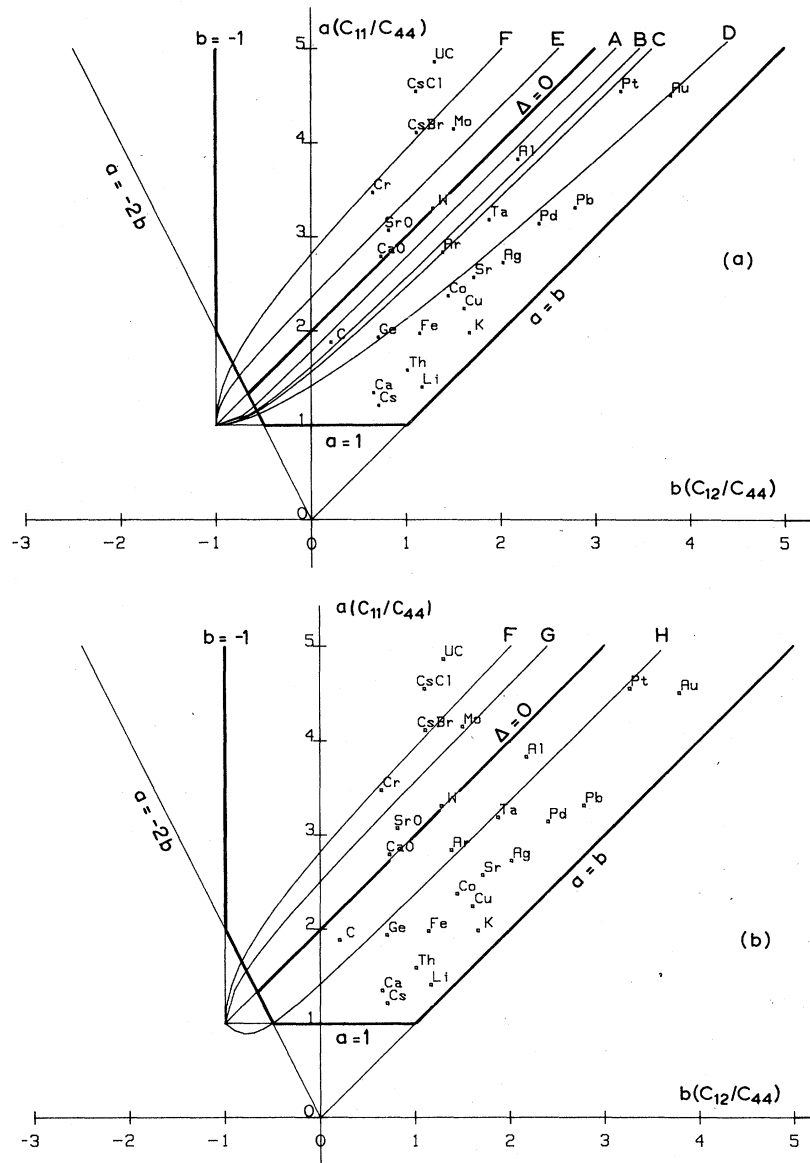 a(C11/C44)
b = -1
F
E
A
B
C
D
5
UC
CsCl
Δ = 0
Pt
Au
CsBr
Mo
4
a = -2b
Al
Cr
W
Ta
Pd
Pb
3
SrO
CaO
Ar
Sr
Ag
(a)
Co
Cu
a = b
2
C
Ge
Fe
K
Th
Ca
Li
Cs
1
a = 1
b(C12/C44)
0
-3
-2
-1
0
1
2
3
4
5
a(C11/C44)
b = -1
F
G
H
5
UC
CsCl
Δ = 0
Pt
Au
CsBr
Mo
4
a = -2b
Al
Cr
W
Ta
Pd
Pb
3
SrO
CaO
Ar
Sr
Ag
Co
Cu
a = b
2
C
Ge
Fe
K
(b)
Th
Ca
Li
Cs
1
a = 1
b(C12/C44)
0
-3
-2
-1
0
1
2
3
4
5